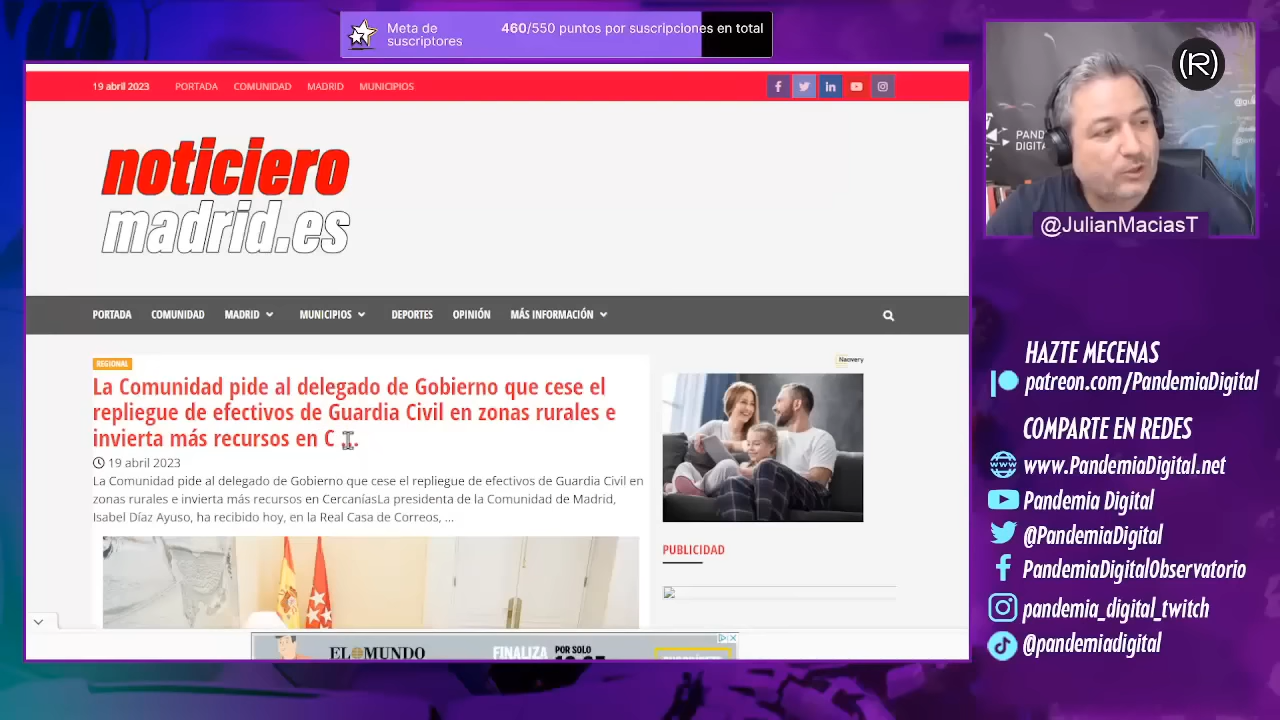 Meta de
suscriptores
460/550 puntos por suscripciones en total
19 abril 2023 PORTADA COMUNIDAD MADRID MUNICIPIOS
noticiero
madrid.es
PORTADA COMUNIDAD MADRID MUNICIPIOS DEPORTES OPINIÓN MÁS INFORMACIÓN
REGIONAL
La Comunidad pide al delegado de Gobierno que cese el
repliegue de efectivos de Guardia Civil en zonas rurales e
invierta más recursos en C ...
19 abril 2023
La Comunidad pide al delegado de Gobierno que cese el repliegue de efectivos de Guardia Civil en
zonas rurales e invierta más recursos en CercaníasLa presidenta de la Comunidad de Madrid,
Isabel Díaz Ayuso, ha recibido hoy, en la Real Casa de Correos, ...
Naovery
PUBLICIDAD
EL MUNDO
FINALIZA
POR SOLO
(R)
PAND
DIGITA
@JulianMaciasT
HAZTE MECENAS
patreon.com/PandemiaDigital
COMPARTE EN REDES
www.PandemiaDigital.net
Pandemia Digital
@PandemiaDigital
PandemiaDigitalObservatorio
pandemia_digital_twitch
@pandemiadigital